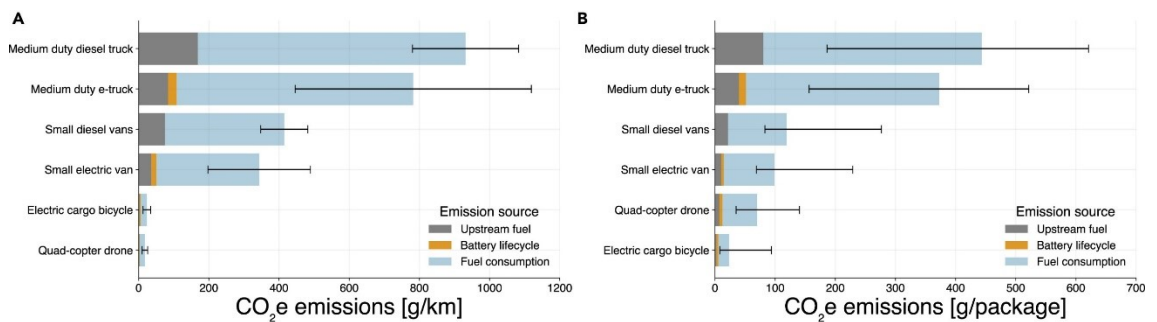 A
Medium duty diesel truck
Medium duty e-truck
Small diesel vans
Small electric van
Electric cargo bicycle
Quad-copter drone
Emission source
Upstream fuel
Battery lifecycle
Fuel consumption
0 200 400 600 800 1000 1200
CO₂e emissions [g/km]
B
Medium duty diesel truck
Medium duty e-truck
Small diesel vans
Small electric van
Quad-copter drone
Electric cargo bicycle
Emission source
Upstream fuel
Battery lifecycle
Fuel consumption
0 100 200 300 400 500 600 700
CO₂e emissions [g/package]